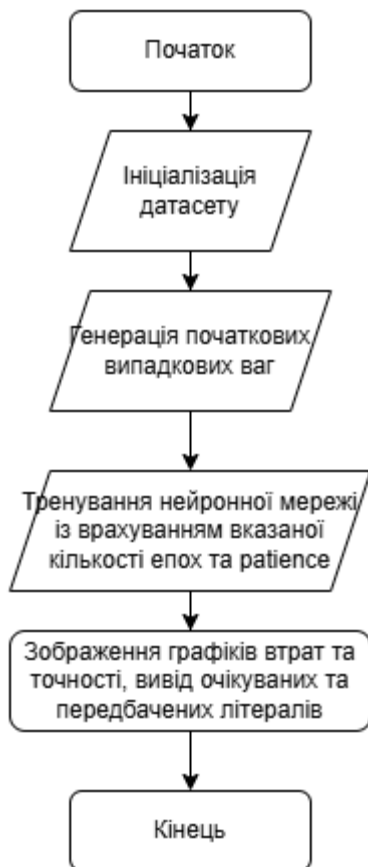 Початок
Ініціалізація
датасету
Генерація початкових
випадкових ваг
Тренування нейронної мережі
із врахуванням вказаної
кількості епох та patience
Зображення графіків втрат та
точності, вивід очікуваних та
передбачених літералів
Кінець